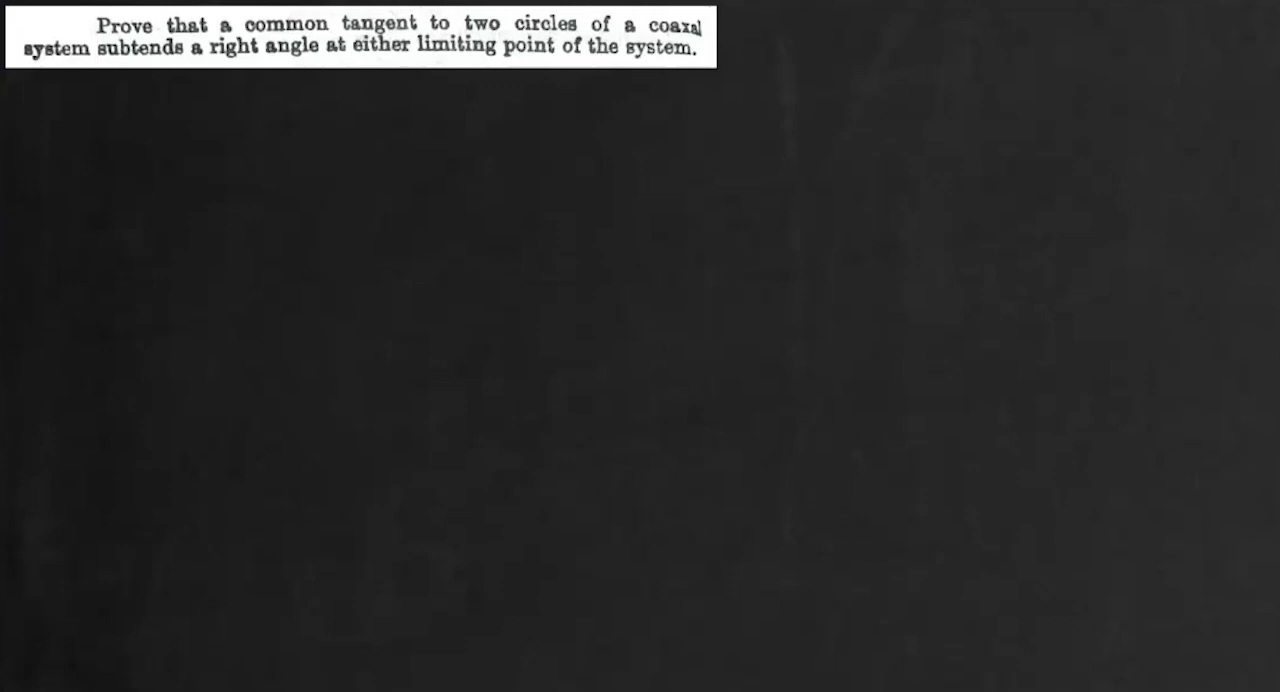 Prove that a common tangent to two circles of a coaxal
system subtends a right angle at either limiting point of the system.